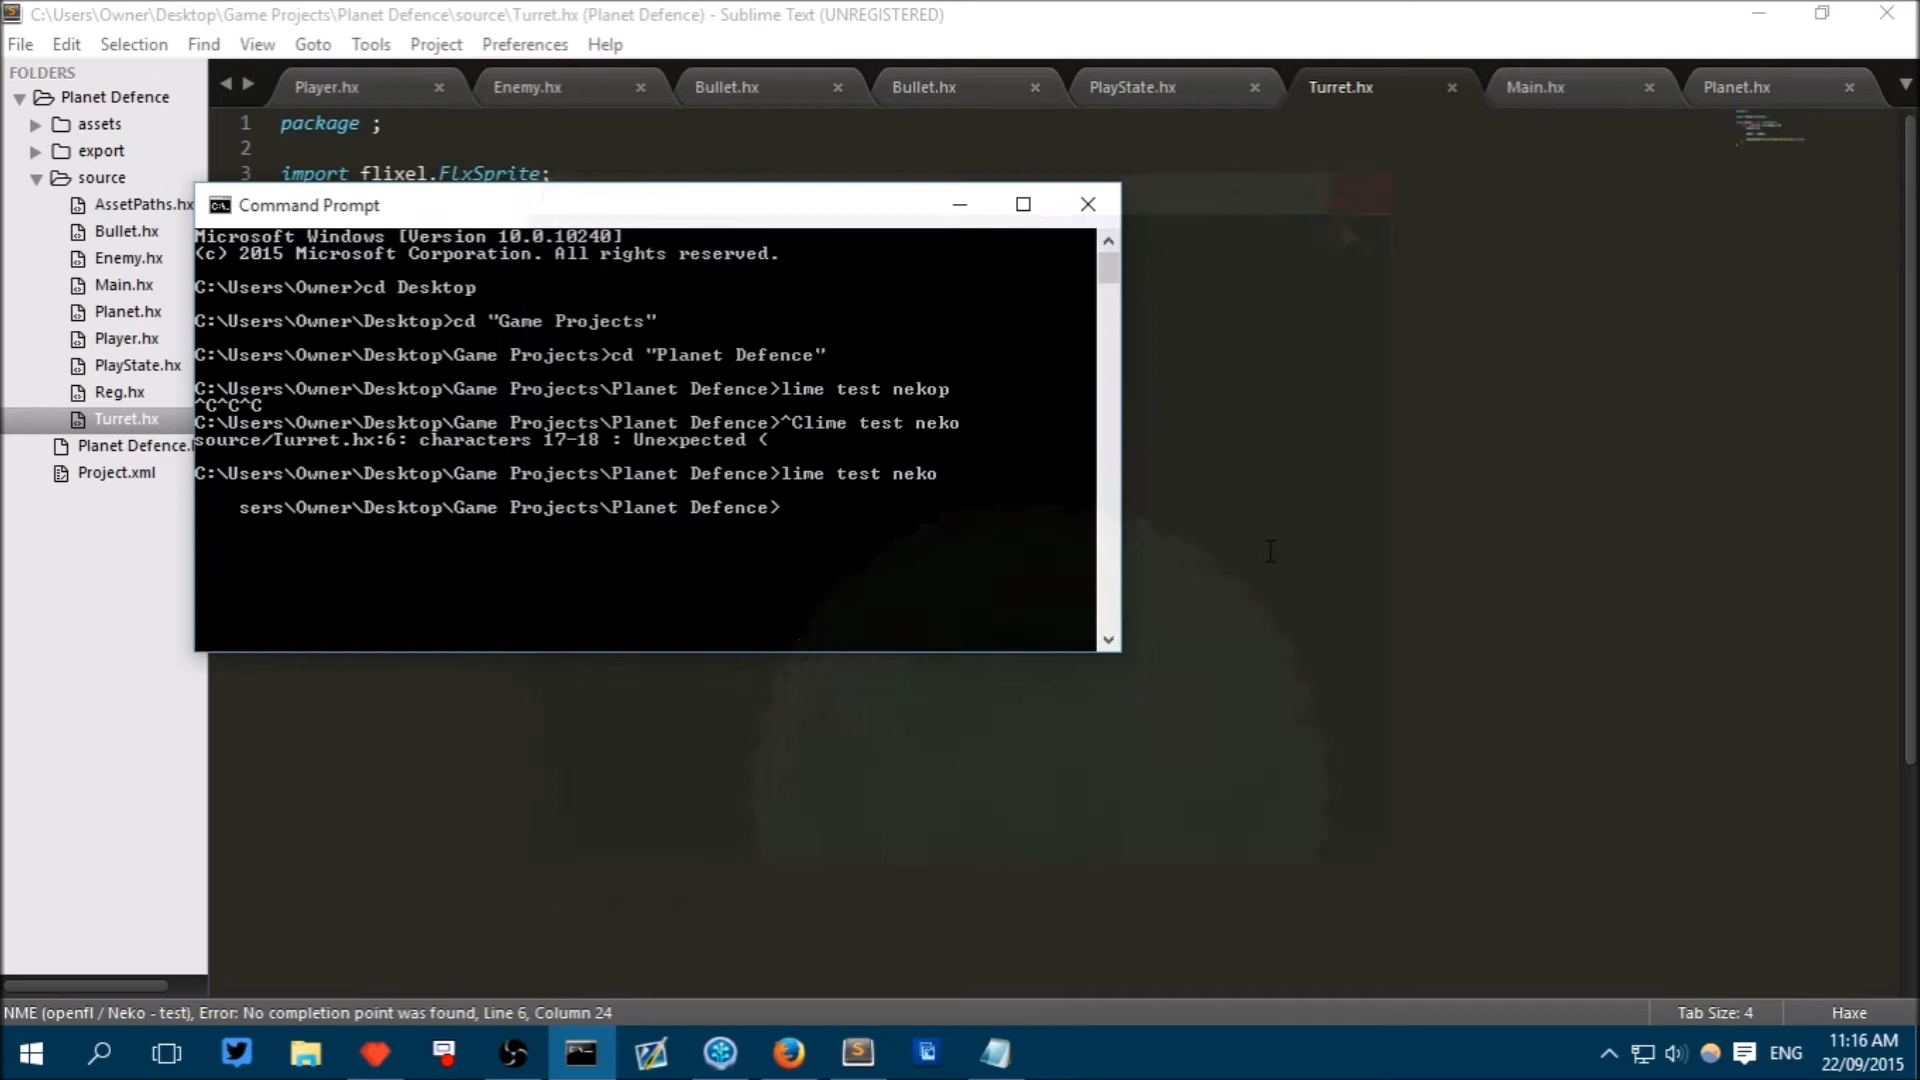 C:\Users\Owner\Desktop\Game Projects\Planet Defence\source\Turret.hx (Planet Defence) - Sublime Text (UNREGISTERED)
File Edit Selection Find View Goto Tools Project Preferences Help
FOLDERS
Planet Defence
assets
export
source
AssetPaths.hx
Bullet.hx
Enemy.hx
Main.hx
Planet.hx
Player.hx
PlayState.hx
Reg.hx
Turret.hx
Planet Defence.
Project.xml
Player.hx Enemy.hx Bullet.hx Bullet.hx PlayState.hx Turret.hx Main.hx Planet.hx
1 package ;
2
3 import flixel.FlxSprite;
Command Prompt
Microsoft Windows [Version 10.0.10240]
(c) 2015 Microsoft Corporation. All rights reserved.
C:\Users\Owner>cd Desktop
C:\Users\Owner\Desktop>cd "Game Projects"
C:\Users\Owner\Desktop\Game Projects>cd "Planet Defence"
C:\Users\Owner\Desktop\Game Projects\Planet Defence>lime test nekop
^C^C^C
C:\Users\Owner\Desktop\Game Projects\Planet Defence>^Clime test neko
source/Turret.hx:6: characters 17-18 : Unexpected (
C:\Users\Owner\Desktop\Game Projects\Planet Defence>lime test neko
sers\Owner\Desktop\Game Projects\Planet Defence>
NME (openfl / Neko - test), Error: No completion point was found, Line 6, Column 24
Tab Size: 4 Haxe
ENG
11:16 AM
22/09/2015